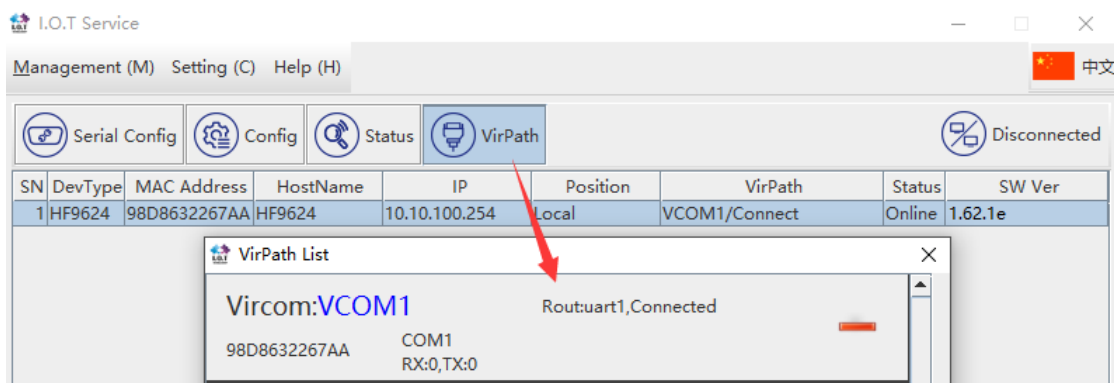 I.O.T Service
Management (M) Setting (C) Help (H) 中文
Serial Config Config Status VirPath Disconnected
SN DevType MAC Address HostName IP Position VirPath Status SW Ver
1 HF9624 98D8632267AA HF9624 10.10.100.254 Local VCOM1/Connect Online 1.62.1e
VirPath List
Vircom:VCOM1 Rout:uart1,Connected
98D8632267AA COM1
RX:0,TX:0